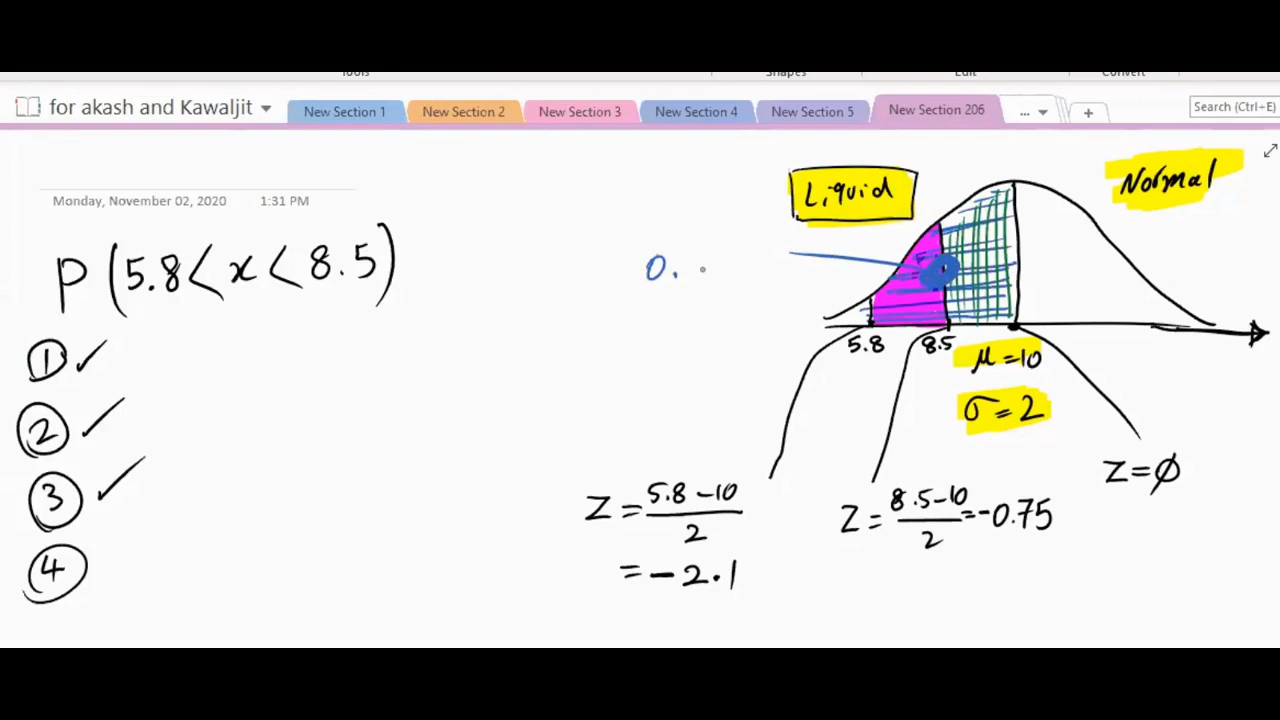 for akash and Kawaljit
New Section 1
New Section 2
New Section 3
New Section 4
New Section 5
New Section 206
...
Search (Ctrl+E)
Monday, November 02, 2020
1:31 PM
P(5.8<x<8.5)
1 ✓
2 ✓
3 ✓
4
0.
Liquid
Normal
5.8
8.5
μ=10
σ=2
Z=5.8-10/2
=-2.1
Z=8.5-10/2=-0.75
Z=φ